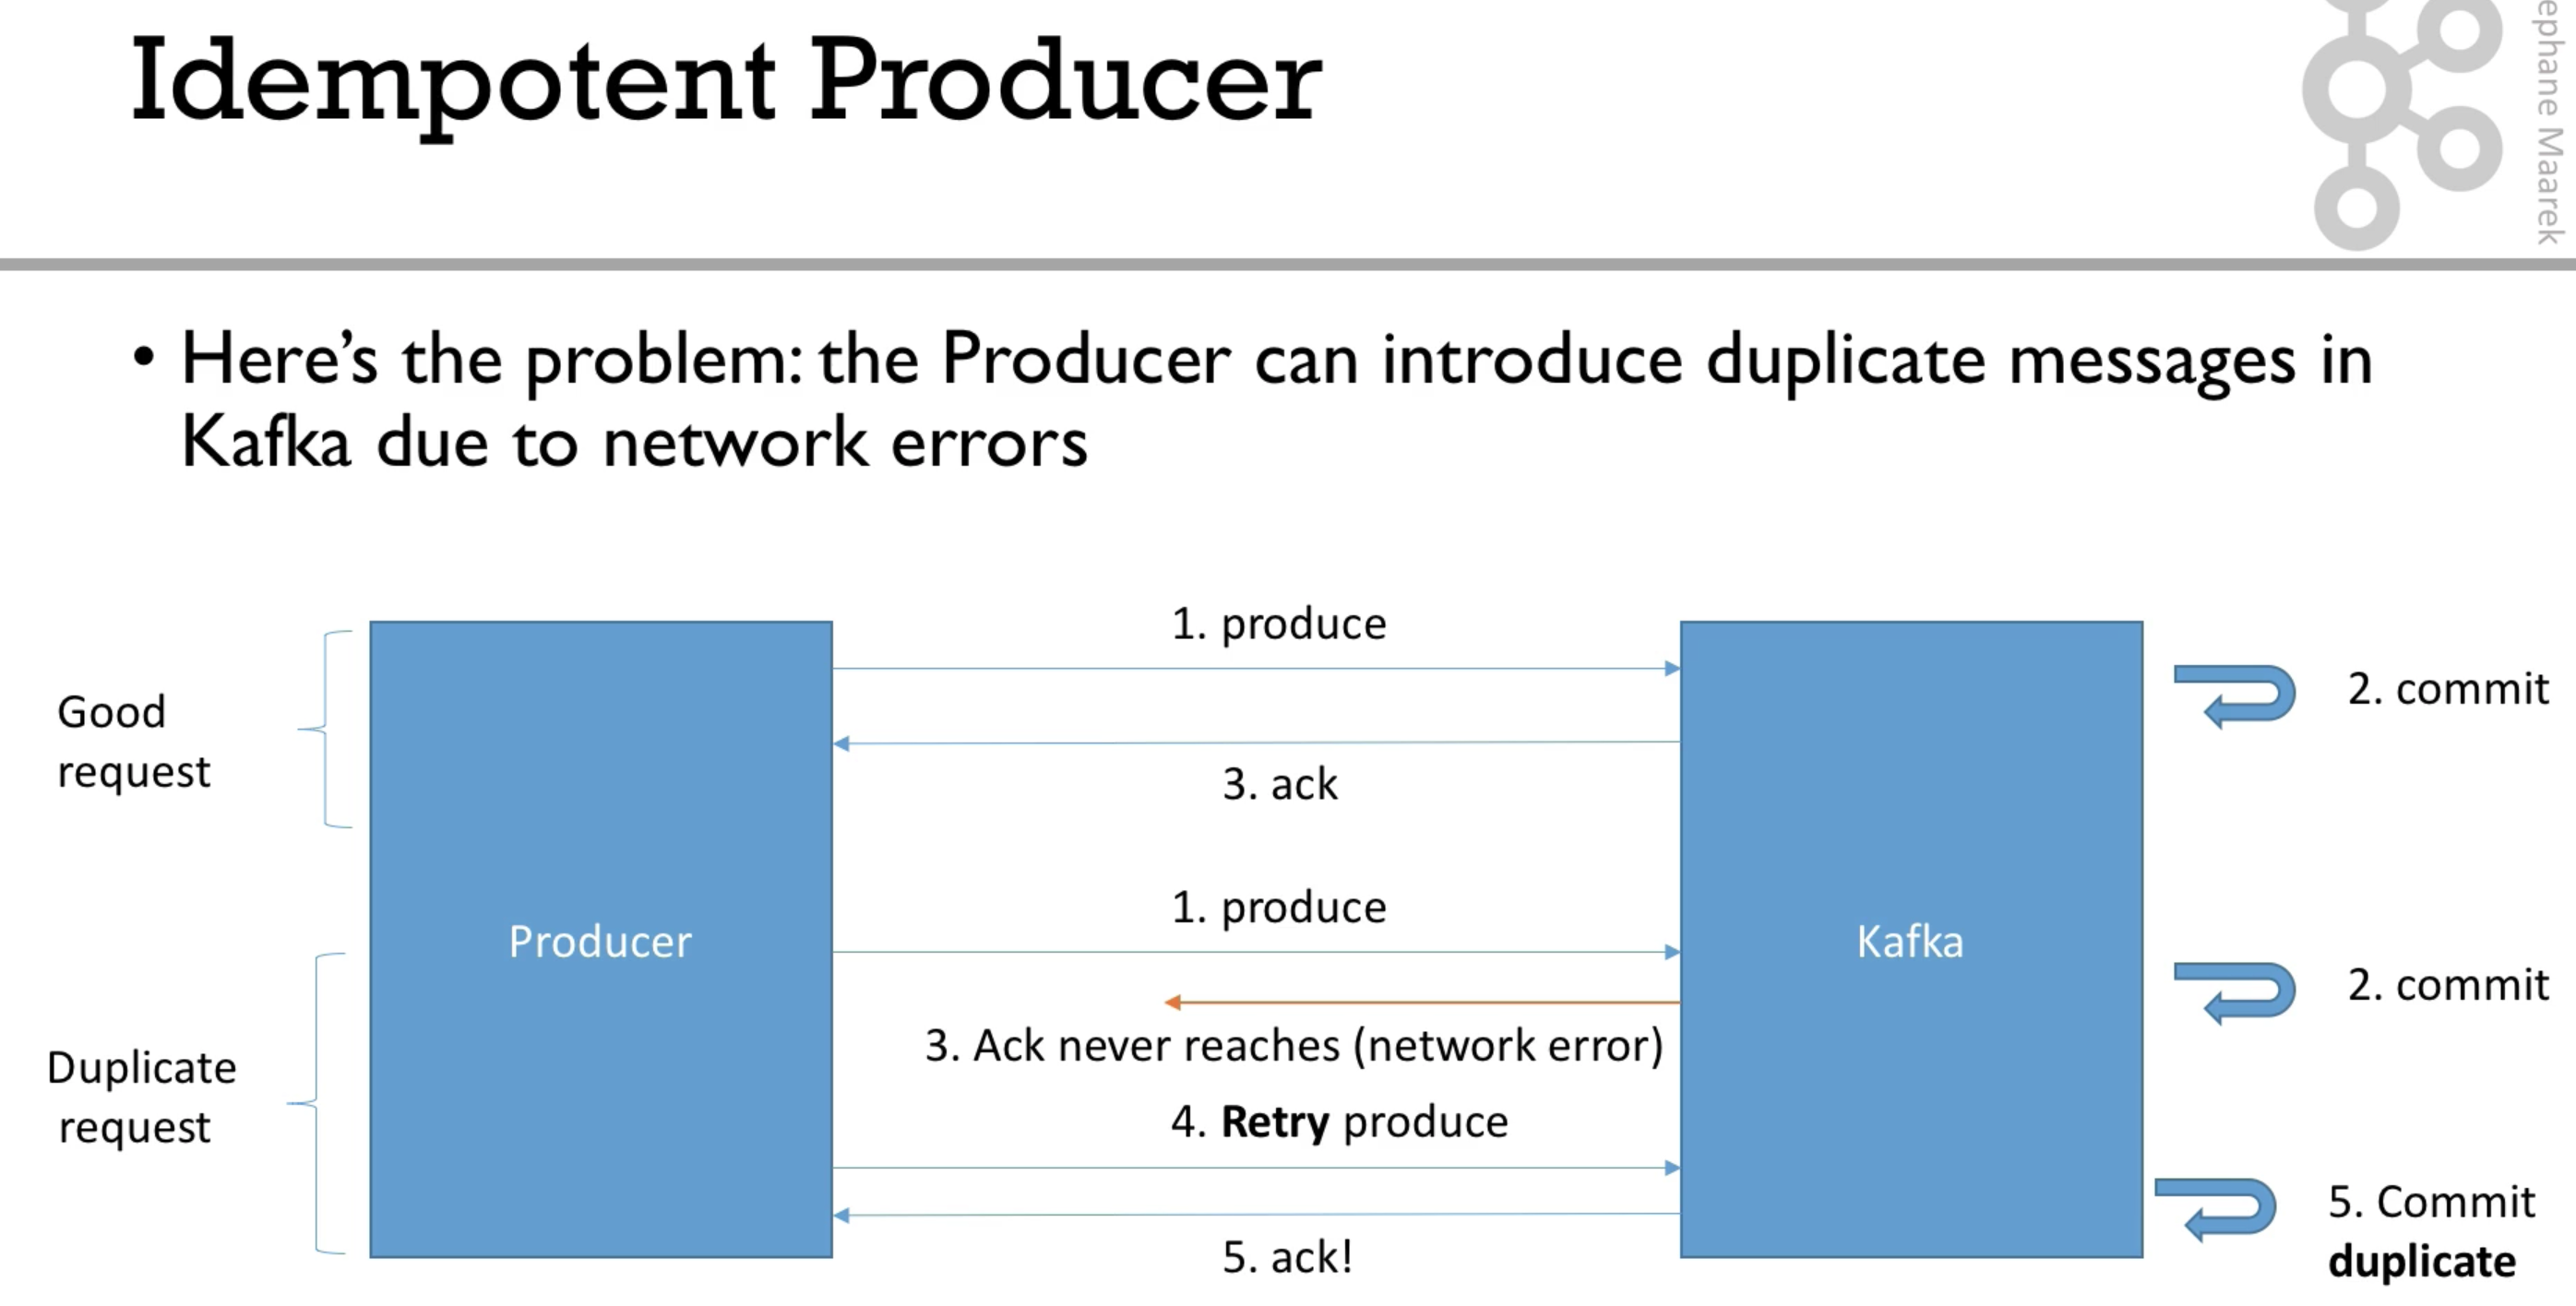 Idempotent Producer
ephane Maarek
• Here’s the problem: the Producer can introduce duplicate messages in
Kafka due to network errors
Good
request
1. produce
2. commit
3. ack
Duplicate
request
Producer
1. produce
Kafka
2. commit
3. Ack never reaches (network error)
4. Retry produce
5. Commit
duplicate
5. ack!